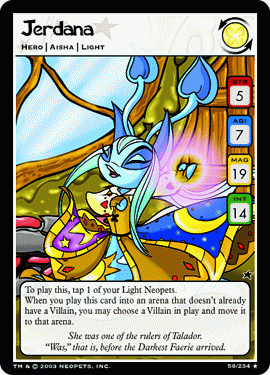 Jerdana
HERO | AISHA | LIGHT
STR
5
AGI
7
MAG
19
INT
14
To play this, tap 1 of your Light Neopets.
When you play this card into an arena that doesn't already
have a Villain, you may choose a Villain in play and move it
to that arena.
She was one of the rulers of Talador.
"Was," that is, before the Darkest Faerie arrived.
TM & © 2003 NEOPETS, INC.
58/234 ★